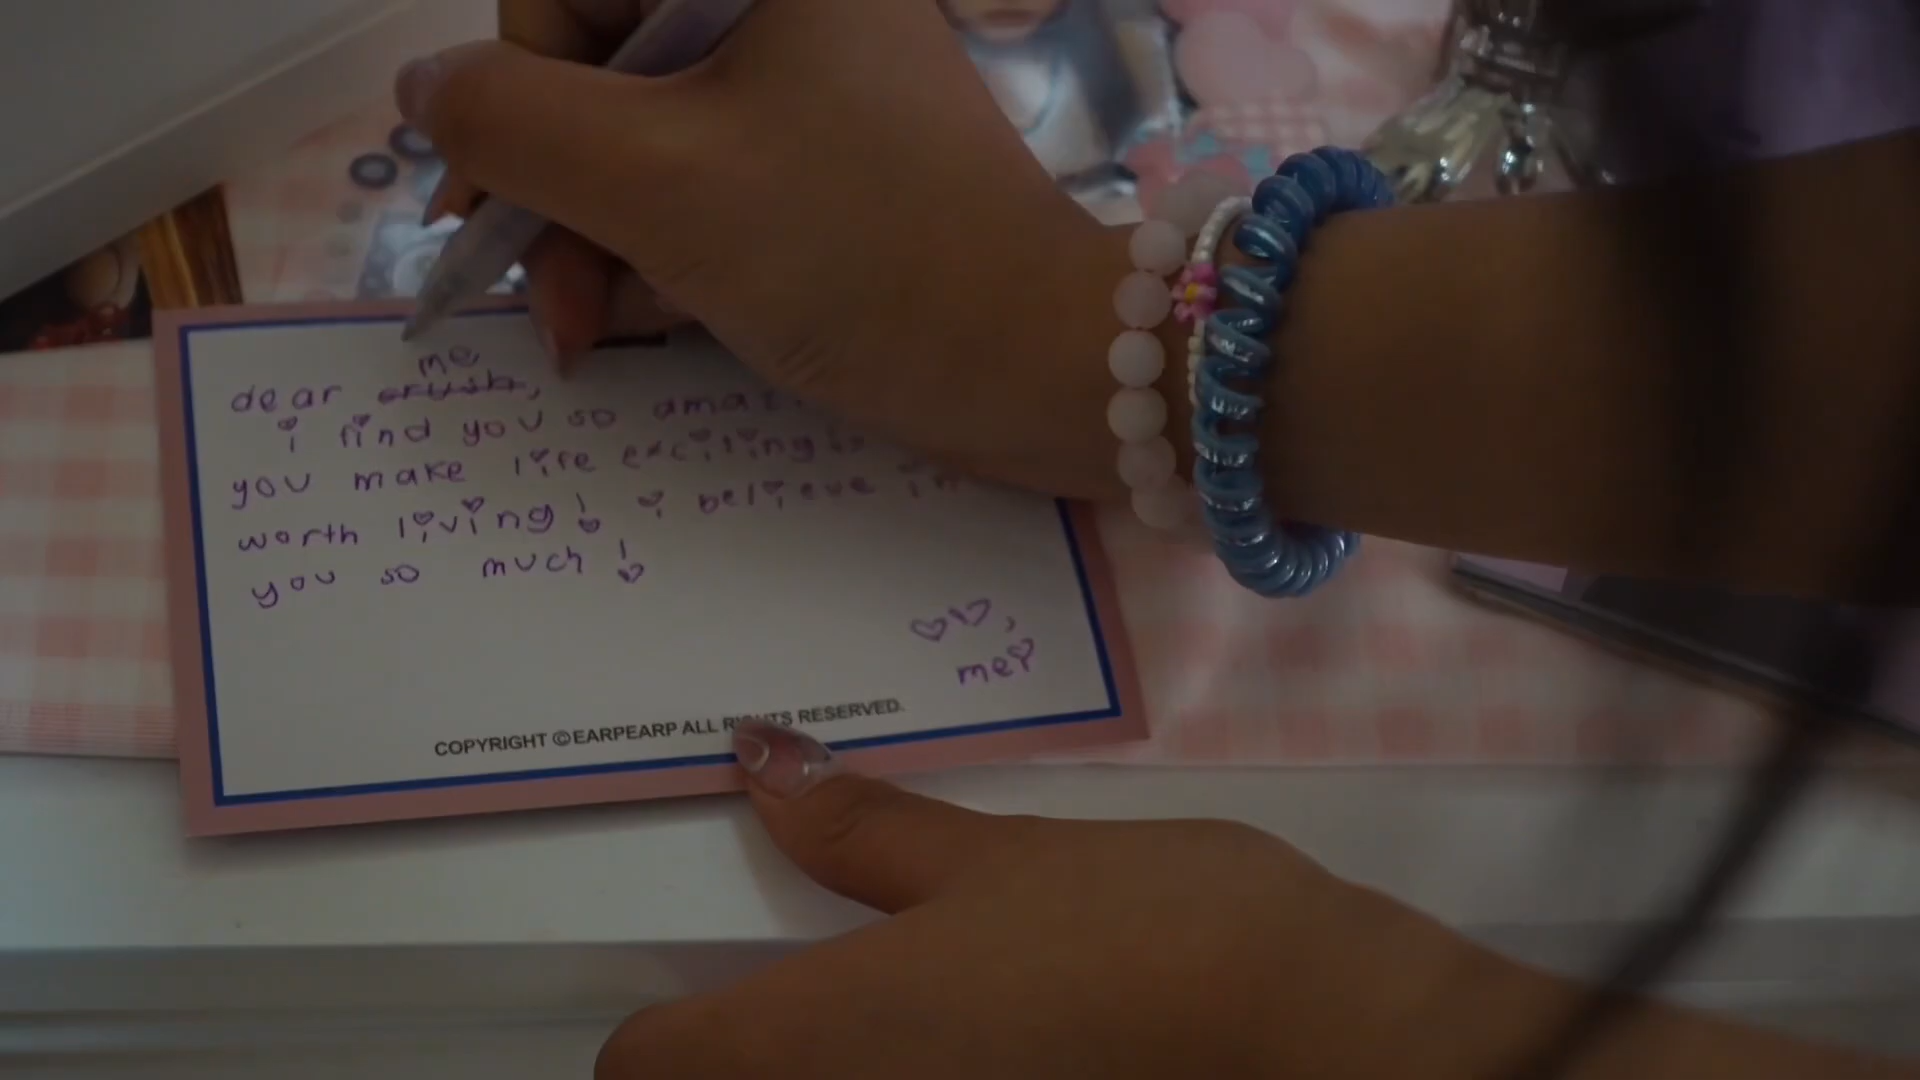 me
dear crush,
i find you so
you make life exciting &
worth living! i believe in
you so much!
♡♡,
me!
COPYRIGHT ©EARPEARP ALL RIGHTS RESERVED.